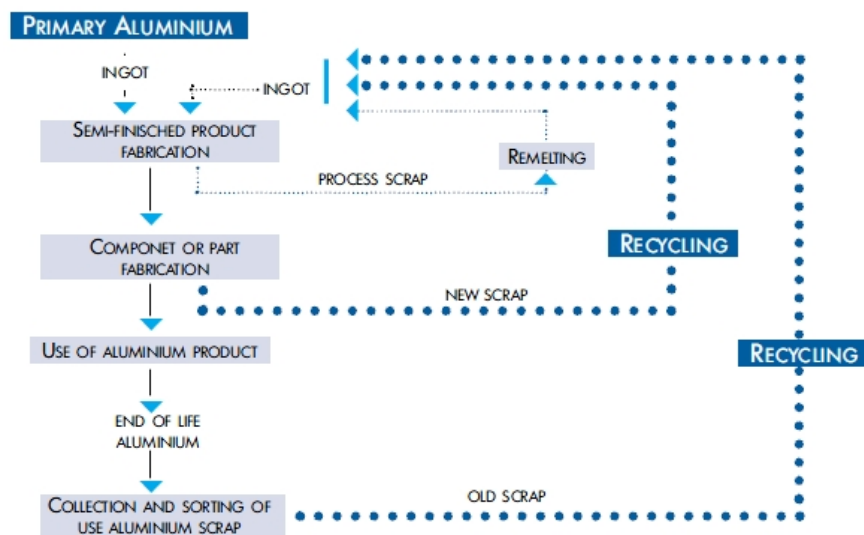 PRIMARY ALUMINIUM
INGOT
INGOT
SEMI-FINISCHED PRODUCT
FABRICATION
REMELTING
PROCESS SCRAP
COMPONET OR PART
FABRICATION
RECYCLING
NEW SCRAP
USE OF ALUMINIUM PRODUCT
RECYCLING
END OF LIFE
ALUMINIUM
COLLECTION AND SORTING OF
USE ALUMINIUM SCRAP
OLD SCRAP